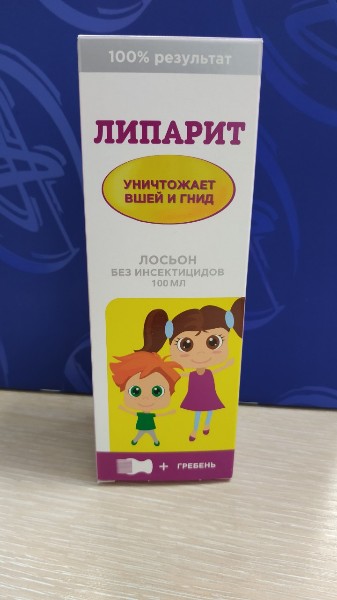 100% результат
ЛИПАРИТ
УНИЧТОЖАЕТ
ВШЕЙ И ГНИД
ЛОСЬОН
БЕЗ ИНСЕКТИЦИДОВ
100 МЛ
+ ГРЕБЕНЬ